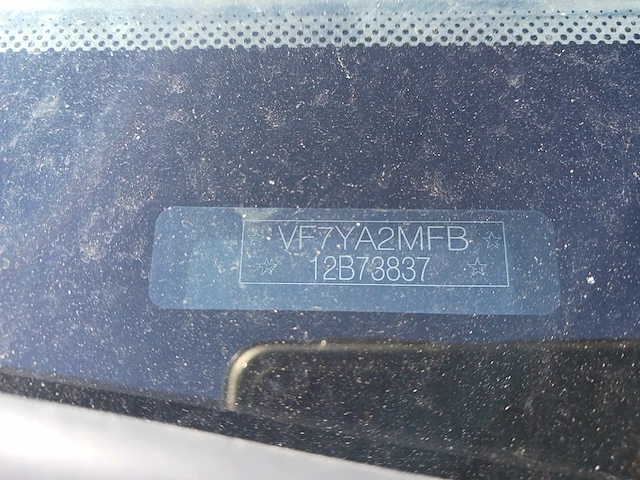 ☆ VF7YA2MFB ☆
☆ 12B73837 ☆